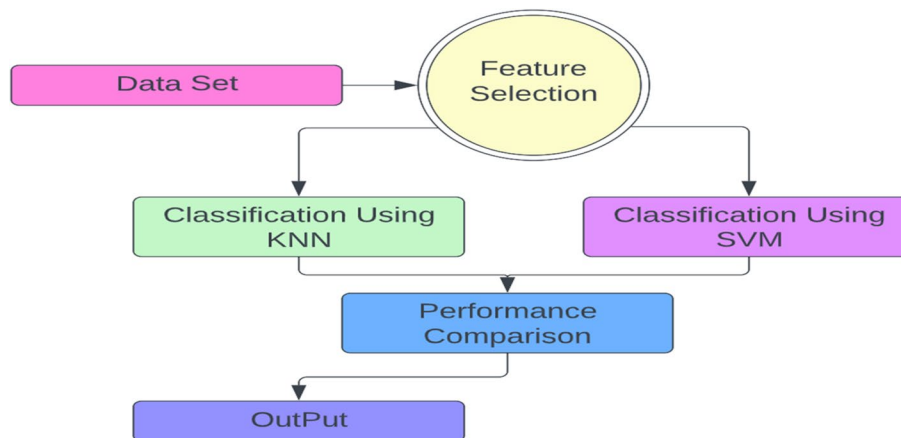 Data Set
Feature
Selection
Classification Using
KNN
Classification Using
SVM
Performance
Comparison
OutPut